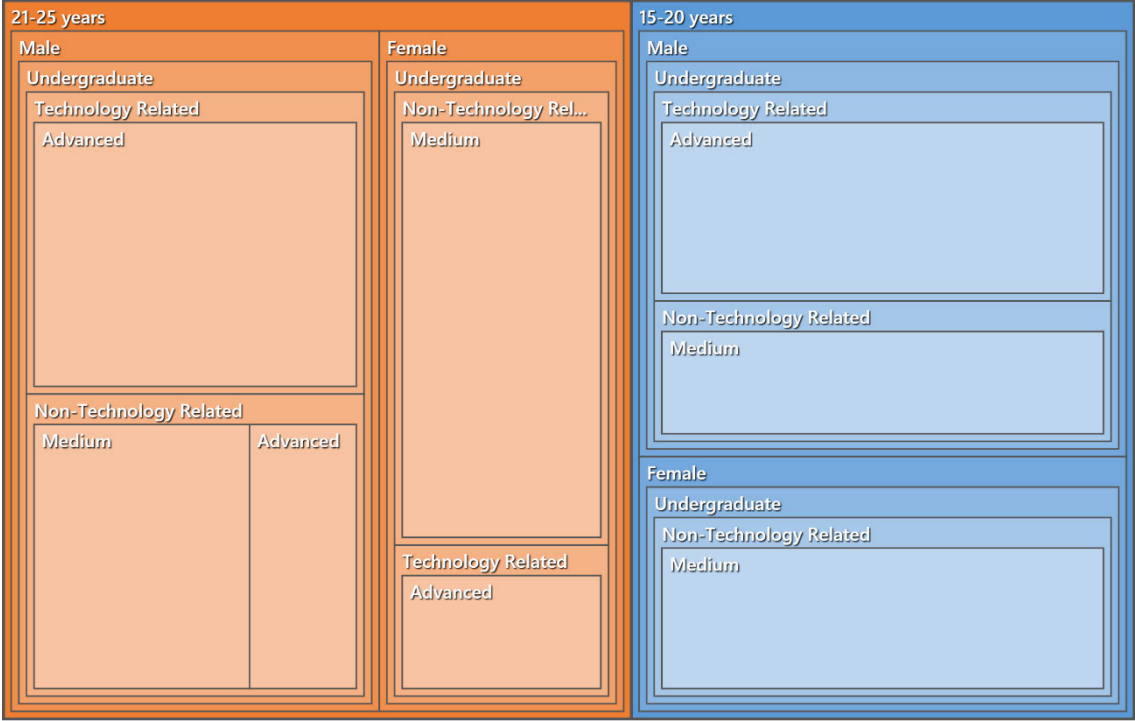 21-25 years
Male
Undergraduate
Technology Related
Advanced
Non-Technology Related
Medium
Advanced
Female
Undergraduate
Non-Technology Rel...
Medium
Technology Related
Advanced
15-20 years
Male
Undergraduate
Technology Related
Advanced
Non-Technology Related
Medium
Female
Undergraduate
Non-Technology Related
Medium